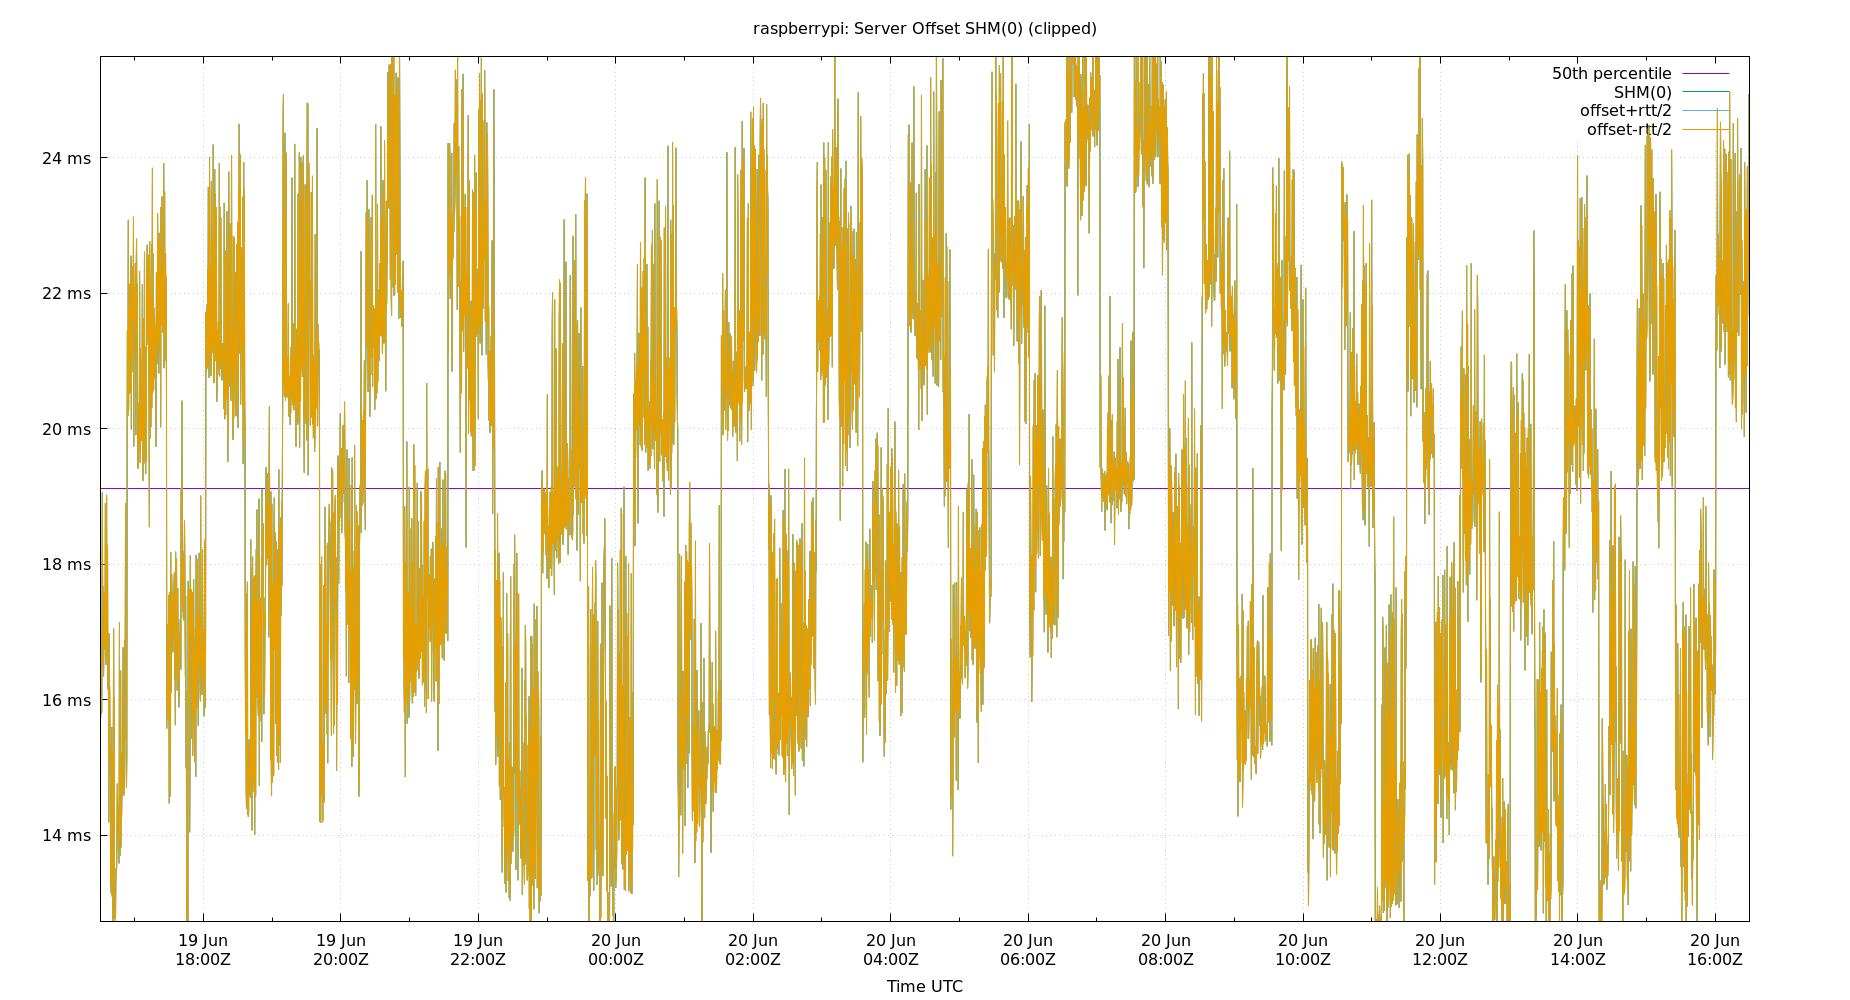 raspberrypi: Server Offset SHM(0) (clipped)
50th percentile
SHM(0)
offset+rtt/2
offset-rtt/2
24 ms
22 ms
20 ms
18 ms
16 ms
14 ms
19 Jun 19 Jun 19 Jun 20 Jun 20 Jun 20 Jun 20 Jun 20 Jun 20 Jun 20 Jun 20 Jun 20 Jun
18:00Z 20:00Z 22:00Z 00:00Z 02:00Z 04:00Z 06:00Z 08:00Z 10:00Z 12:00Z 14:00Z 16:00Z
Time UTC